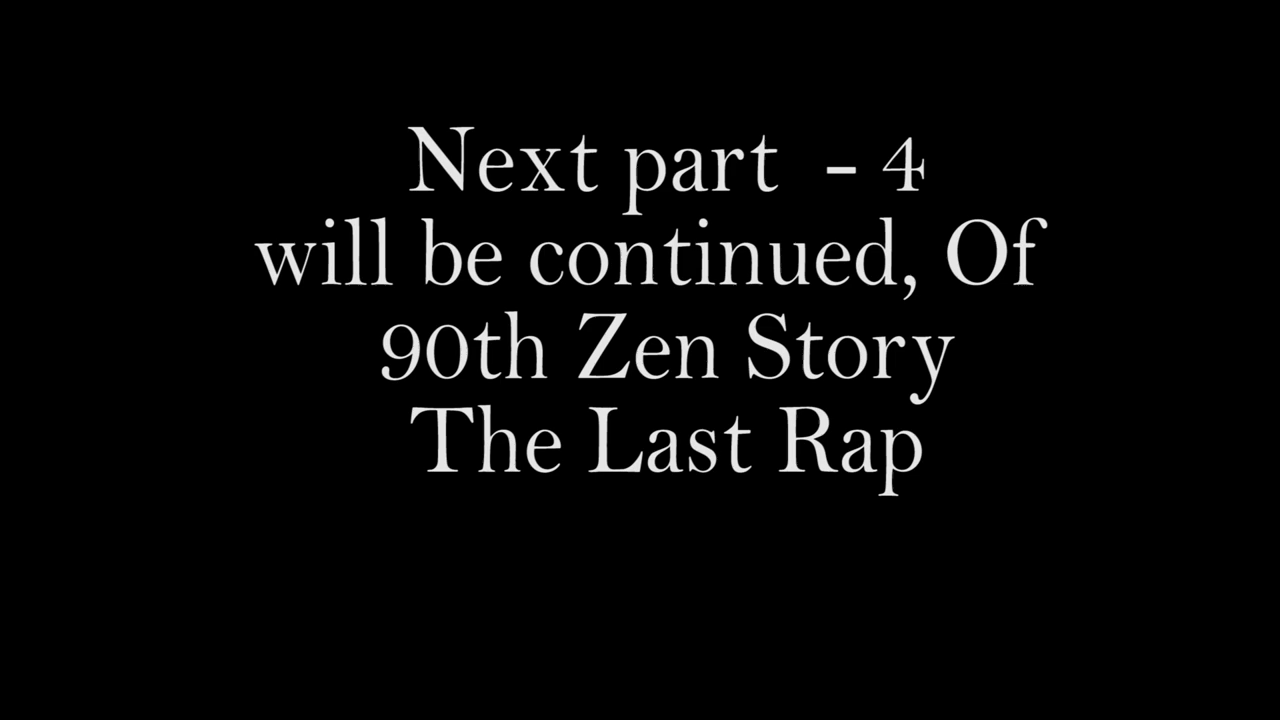 Next part - 4
will be continued, Of
90th Zen Story
The Last Rap